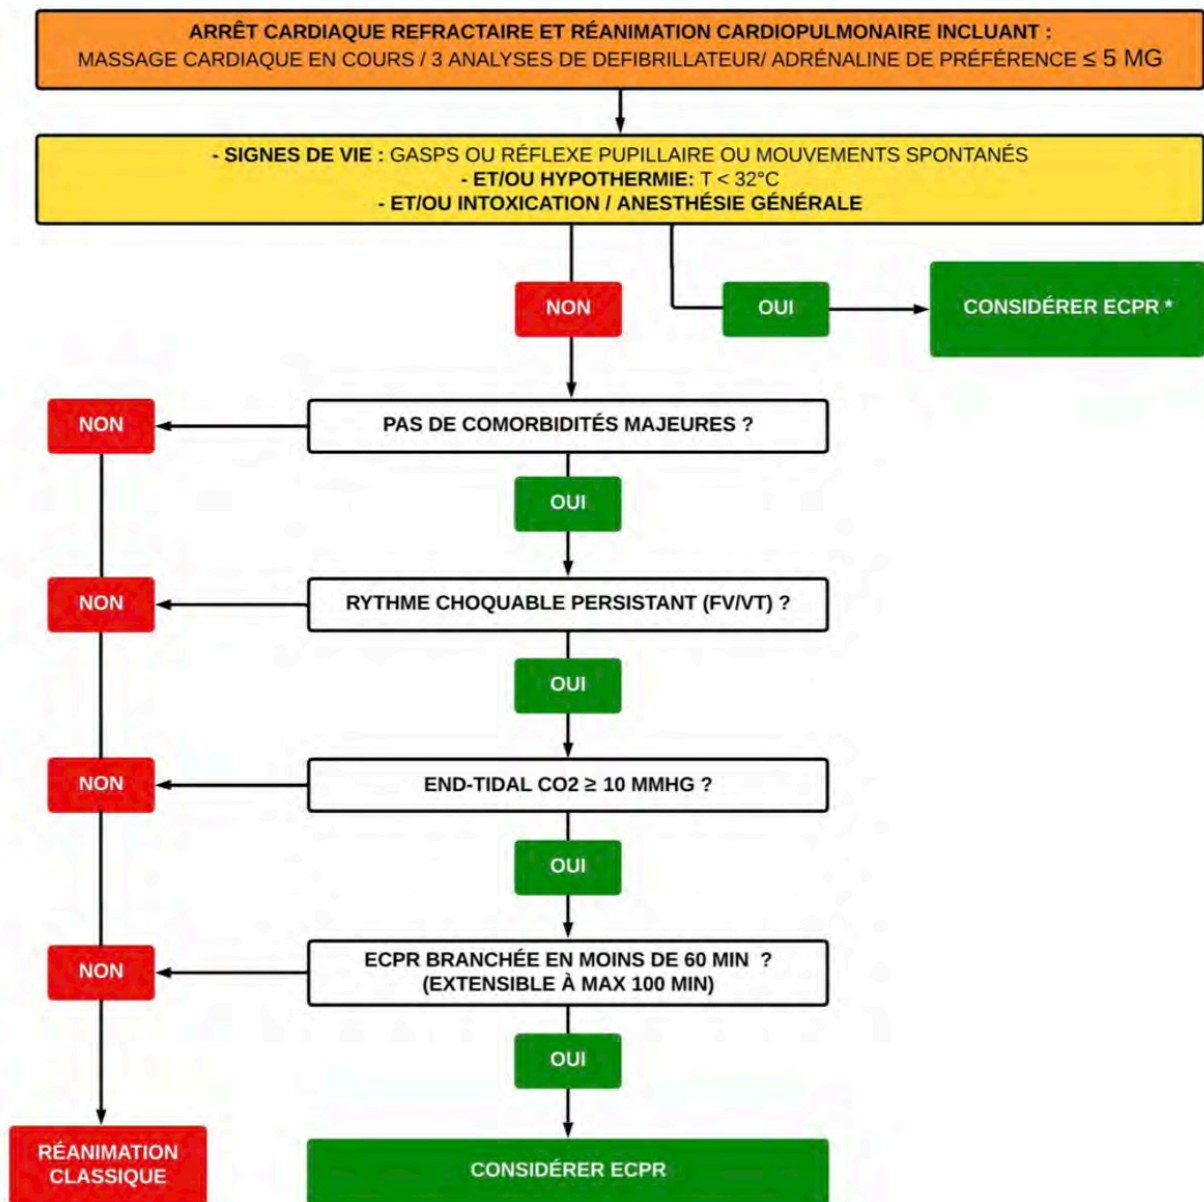 ARRÊT CARDIAQUE REFRACTAIRE ET RÉANIMATION CARDIOPULMONAIRE INCLUANT :
MASSAGE CARDIAQUE EN COURS / 3 ANALYSES DE DEFIBRILLATEUR/ ADRÉNALINE DE PRÉFÉRENCE ≤ 5 MG
- SIGNES DE VIE : GASPS OU RÉFLEXE PUPILLAIRE OU MOUVEMENTS SPONTANÉS
- ET/OU HYPOTHERMIE: T < 32°C
- ET/OU INTOXICATION / ANESTHÉSIE GÉNÉRALE
NON
OUI
CONSIDÉRER ECPR *
NON
PAS DE COMORBIDITÉS MAJEURES ?
OUI
NON
RYTHME CHOQUABLE PERSISTANT (FV/VT) ?
OUI
NON
END-TIDAL CO2 ≥ 10 MMHG ?
OUI
NON
ECPR BRANCHÉE EN MOINS DE 60 MIN ?
(EXTENSIBLE À MAX 100 MIN)
OUI
RÉANIMATION
CLASSIQUE
CONSIDÉRER ECPR